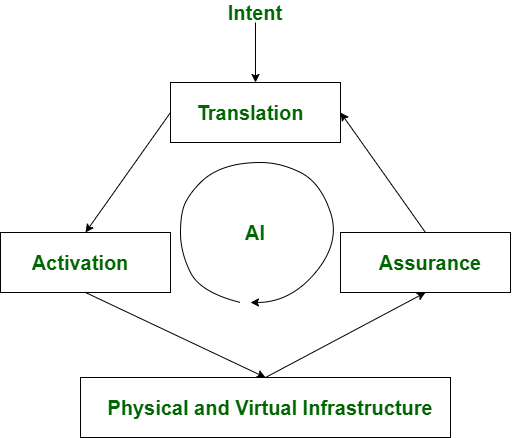 Intent
Translation
AI
Activation
Assurance
Physical and Virtual Infrastructure